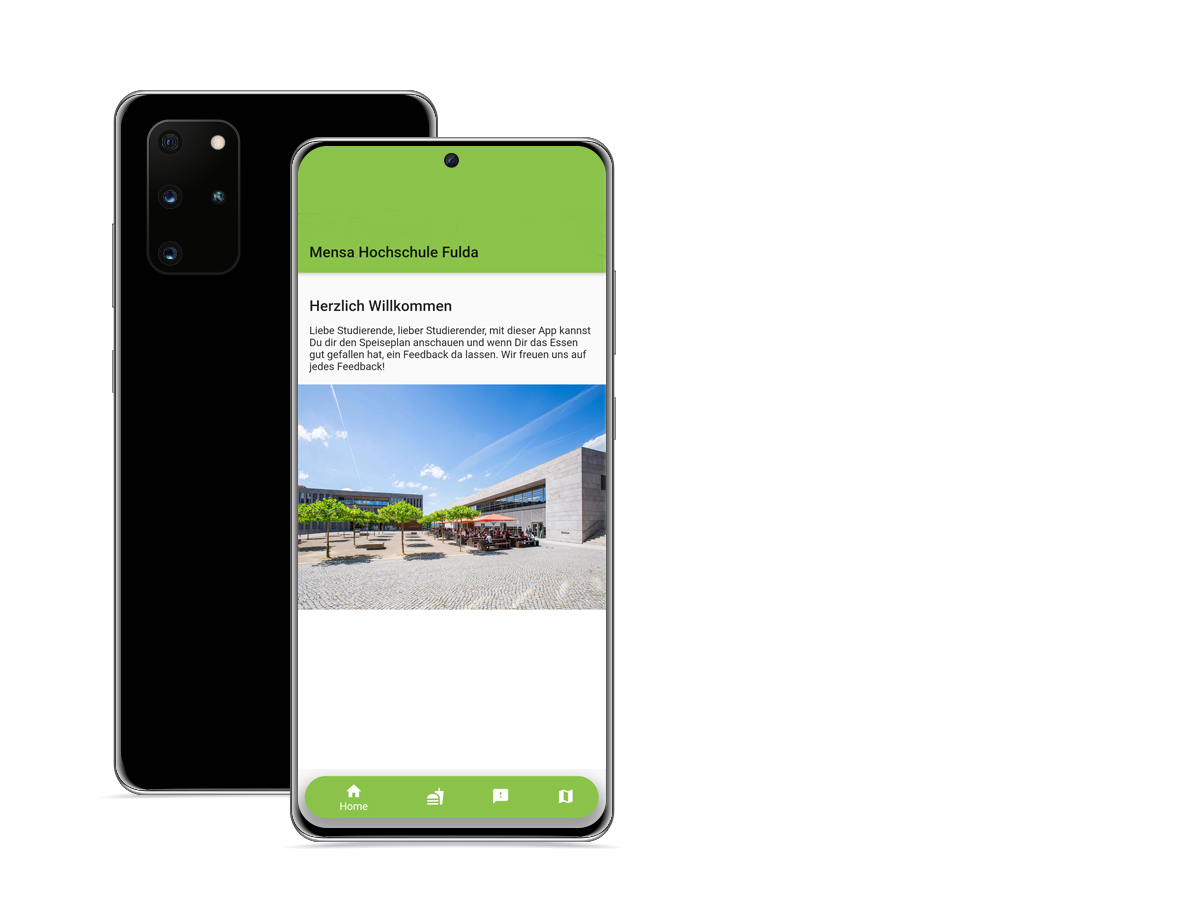 Mensa Hochschule Fulda
Herzlich Willkommen
Liebe Studierende, lieber Studierender, mit dieser App kannst
Du dir den Speiseplan anschauen und wenn Dir das Essen
gut gefallen hat, ein Feedback da lassen. Wir freuen uns auf
jedes Feedback!
Home